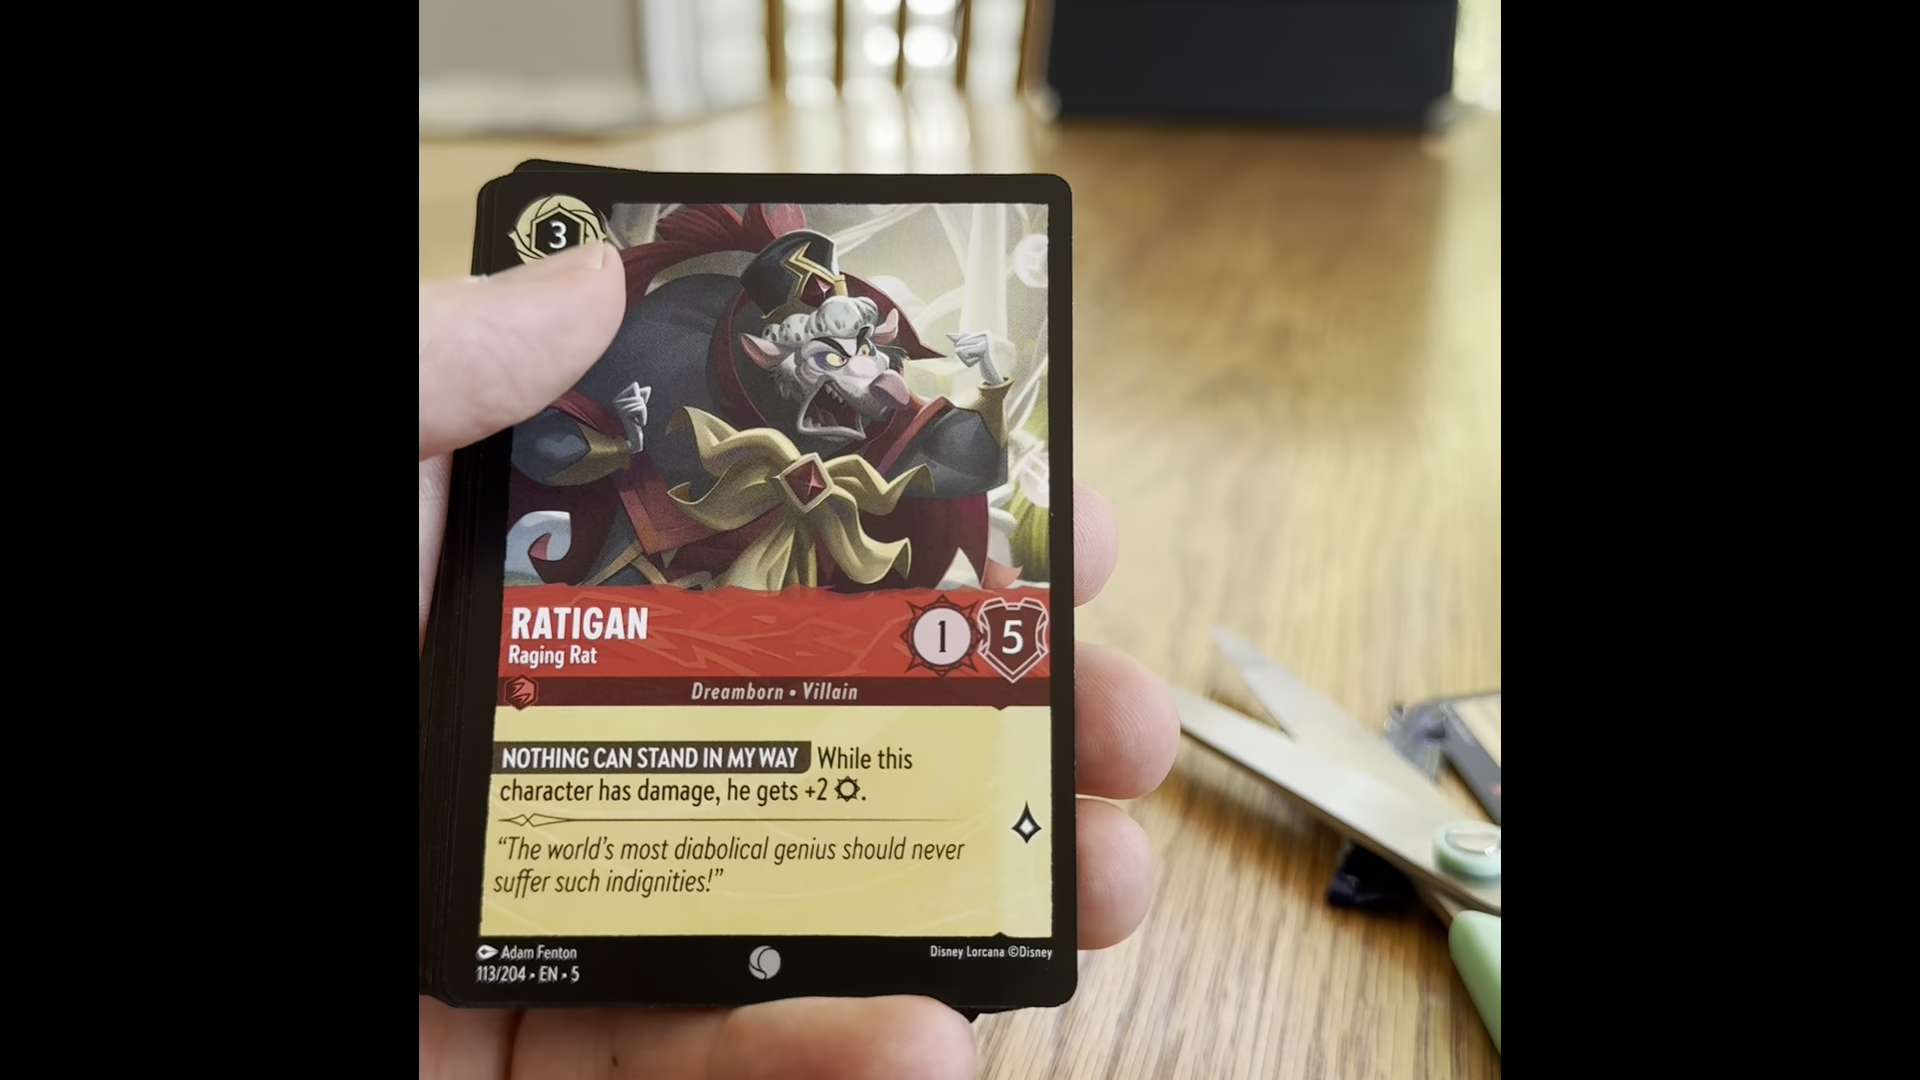 3
RATIGAN
Raging Rat
1 5
Dreamborn • Villain
NOTHING CAN STAND IN MY WAY While this
character has damage, he gets +2 .
“The world’s most diabolical genius should never
suffer such indignities!”
Adam Fenton
113/204 • EN • 5
Disney Lorcana ©Disney